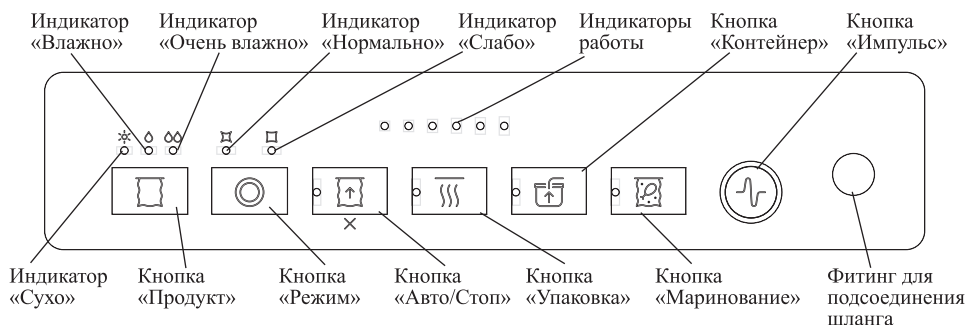 Индикатор
«Влажно»
Индикатор
«Очень влажно»
Индикатор
«Нормально»
Индикатор
«Слабо»
Индикаторы
работы
Кнопка
«Контейнер»
Кнопка
«Импульс»
Индикатор
«Сухо»
Кнопка
«Продукт»
Кнопка
«Режим»
Кнопка
«Авто/Стоп»
Кнопка
«Упаковка»
Кнопка
«Маринование»
Фитинг для
подсоединения
шланга